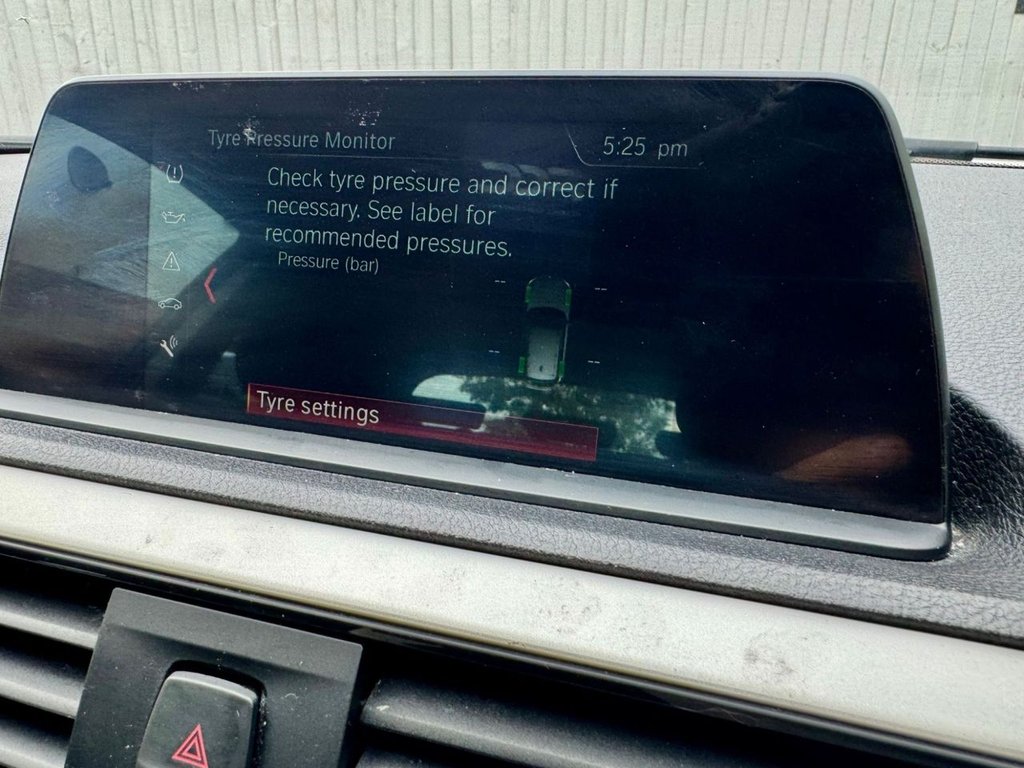 Tyre Pressure Monitor
5:25 pm
Check tyre pressure and correct if
necessary. See label for
recommended pressures.
Pressure (bar)
-- --
-- --
Tyre settings